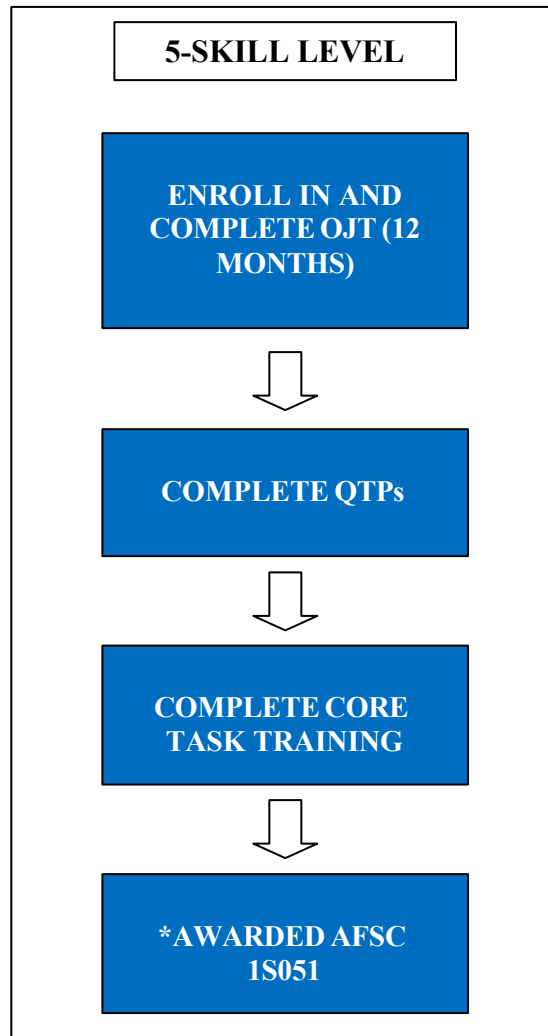 5-SKILL LEVEL
ENROLL IN AND
COMPLETE OJT (12
MONTHS)
COMPLETE QTPs
COMPLETE CORE
TASK TRAINING
*AWARDED AFSC
1S051